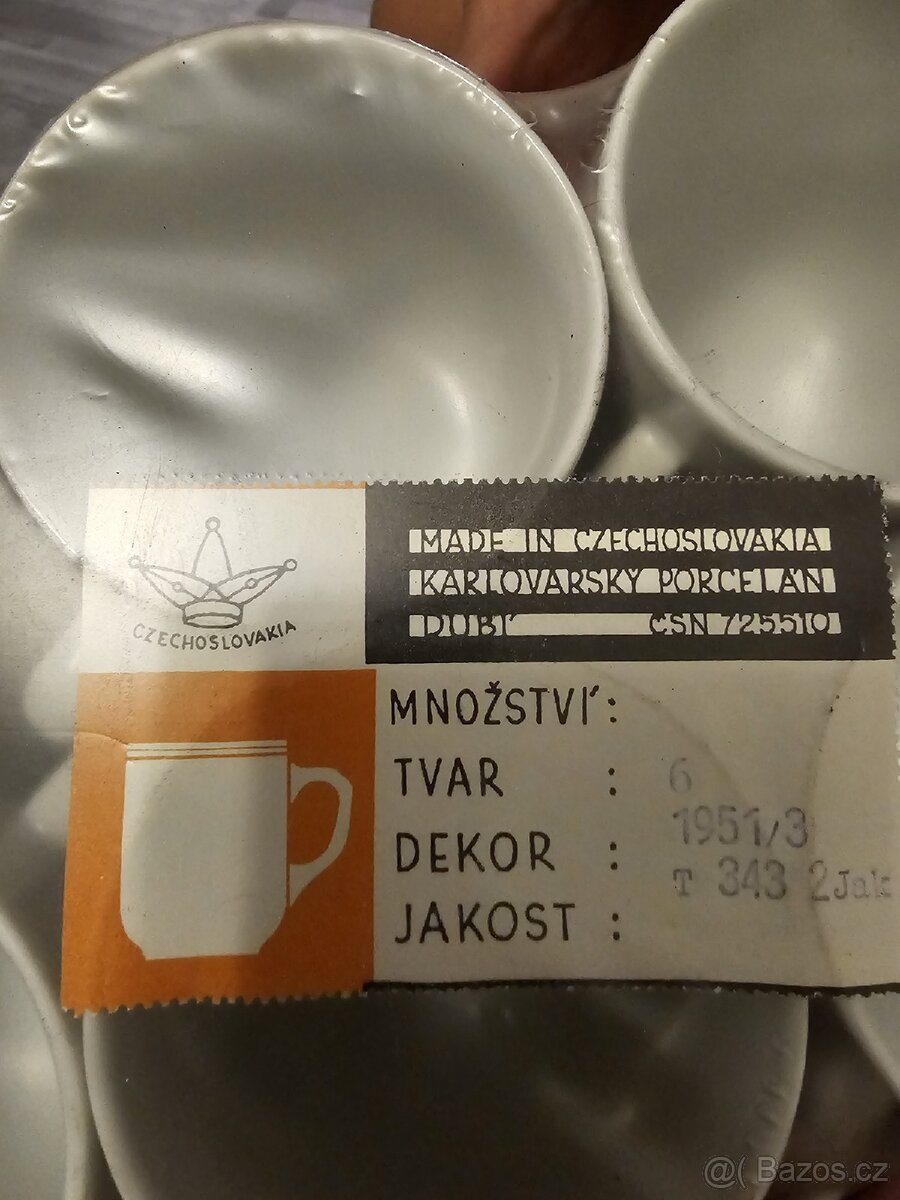 CZECHOSLOVAKIA
MADE IN CZECHOSLOVAKIA
KARLOVARSKÝ PORCELÁN
DUBÍ ČSN 725510
MNOŽSTVÍ :
TVAR : 6
1951/3
DEKOR :
T 343 2Jak
JAKOST :
@( Bazos.cz